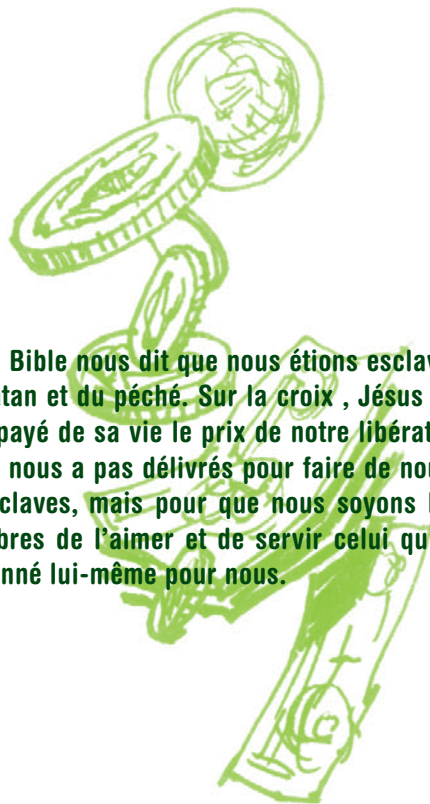 Bible nous dit que nous étions esclav
tan et du péché. Sur la croix , Jésus
payé de sa vie le prix de notre libérat
nous a pas délivrés pour faire de nou
claves, mais pour que nous soyons l
bres de l’aimer et de servir celui qu
nné lui-même pour nous.